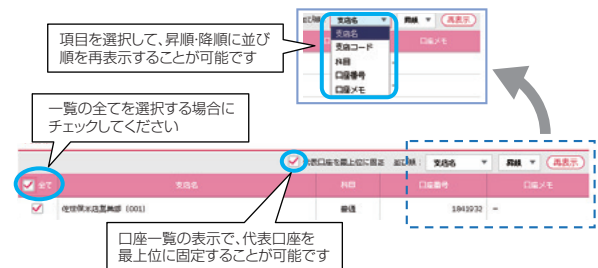 並び順: 支店名 昇順 再表示
項目を選択して、昇順・降順に並び
順を再表示することが可能です
支店名
支店コード
科目
口座番号
口座メモ
口座メモ
一覧の全てを選択する場合に
チェックしてください
代表口座を最上位に固定 並び順: 支店名 昇順 再表示
全て 支店名 科目 口座番号 口座メモ
(001) 普通 1841932 −
口座一覧の表示で、代表口座を
最上位に固定することが可能です